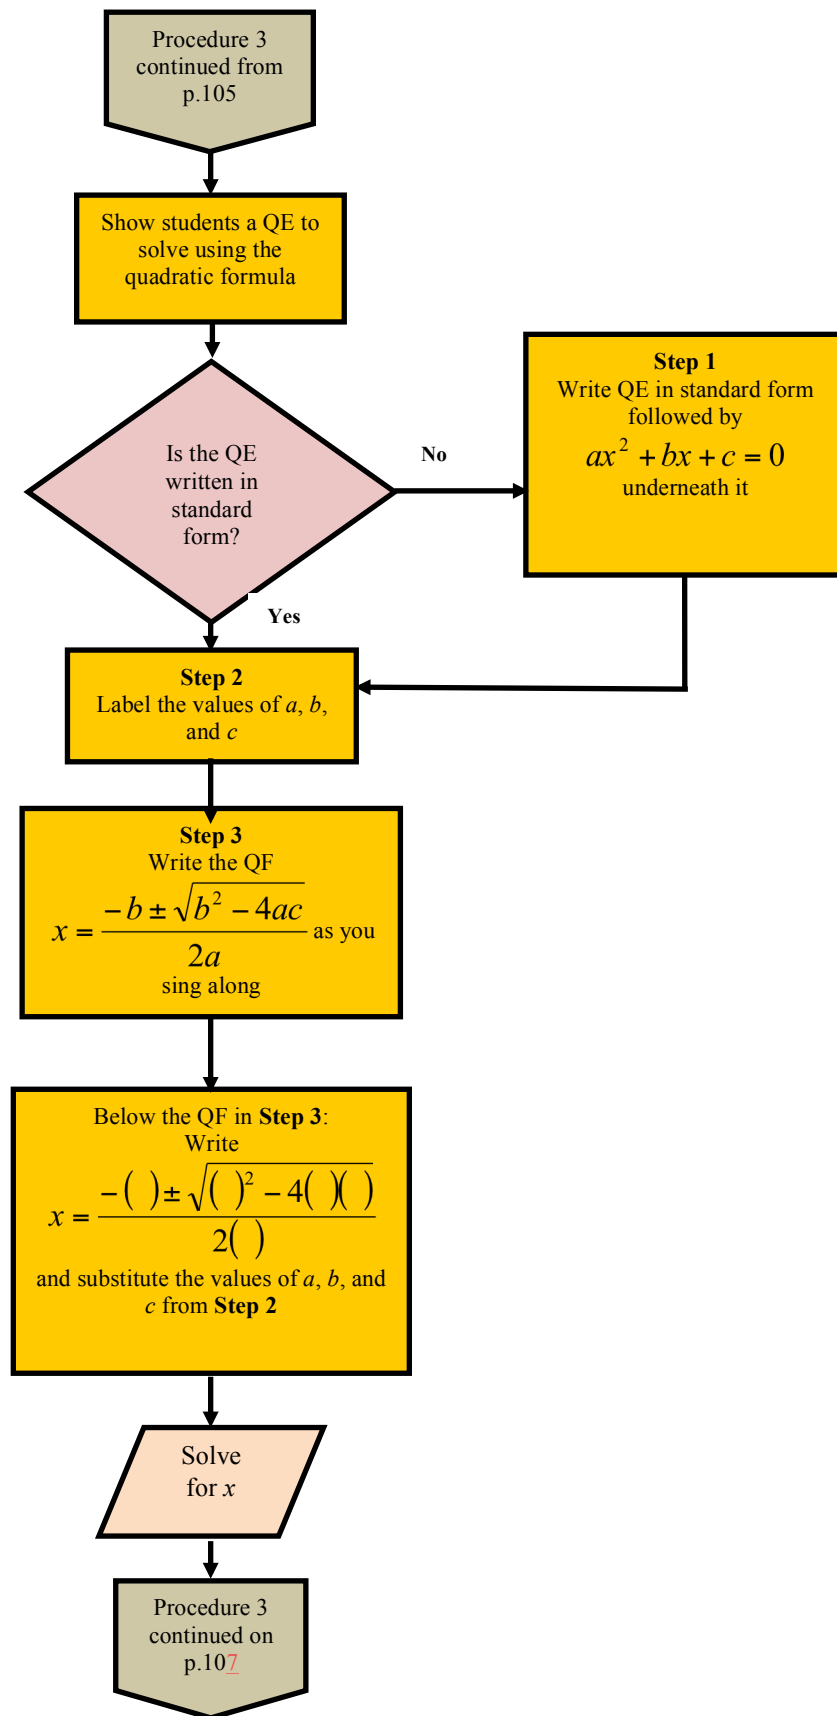 Procedure 3
continued from
p.105
Show students a QE to
solve using the
quadratic formula
Is the QE
written in
standard
form?
No
Step 1
Write QE in standard form
followed by
ax² + bx + c = 0
underneath it
Yes
Step 2
Label the values of a, b,
and c
Step 3
Write the QF
x = \frac{-b ± \sqrt{b² − 4ac}}{2a} as you
sing along
Below the QF in Step 3:
Write
x = \frac{-( ) ± \sqrt{( )² − 4( )( )}}{2( )}
and substitute the values of a, b, and
c from Step 2
Solve
for x
Procedure 3
continued on
p.107